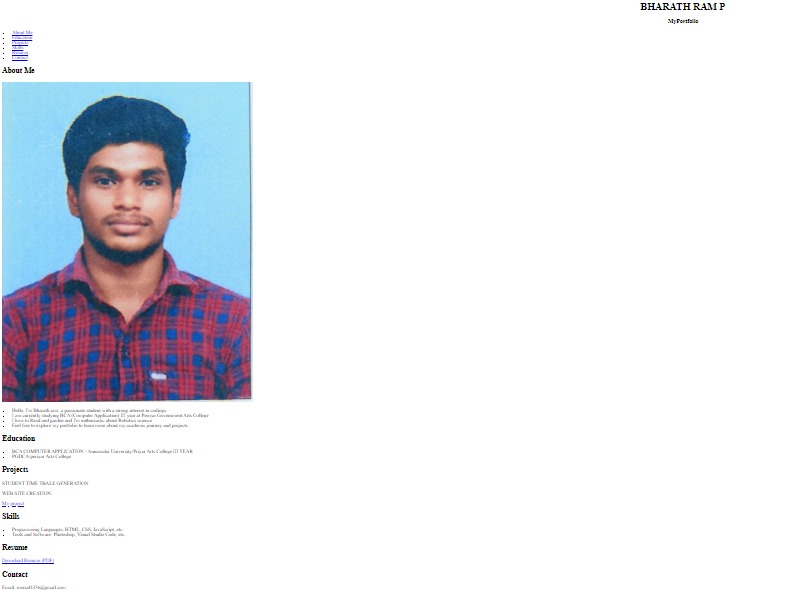 BHARATH RAM P
MyPortfolio
About Me
Education
Projects
Skills
Resume
Contact
About Me
Hello, I'm Bharath ram, a passionate student with a strong interest in codings.
I am currently studying BCA (Computer Application) III year at Periyar Government Arts College
I love to Read and garden and I'm enthusiastic about Robotics science
Feel free to explore my portfolio to learn more about my academic journey and projects.
Education
BCA COMPUTER APPLICATION - Annamalai University/Periyar Arts College III YEAR
PGDCA/periyar Arts College
Projects
STUDENT TIME TBALE GENERATION
WEB SITE CREATION.
My project
Skills
Programming Languages: HTML, CSS, JavaScript, etc.
Tools and Software: Photoshop, Visual Studio Code, etc.
Resume
Download Resume (PDF)
Contact
Email: